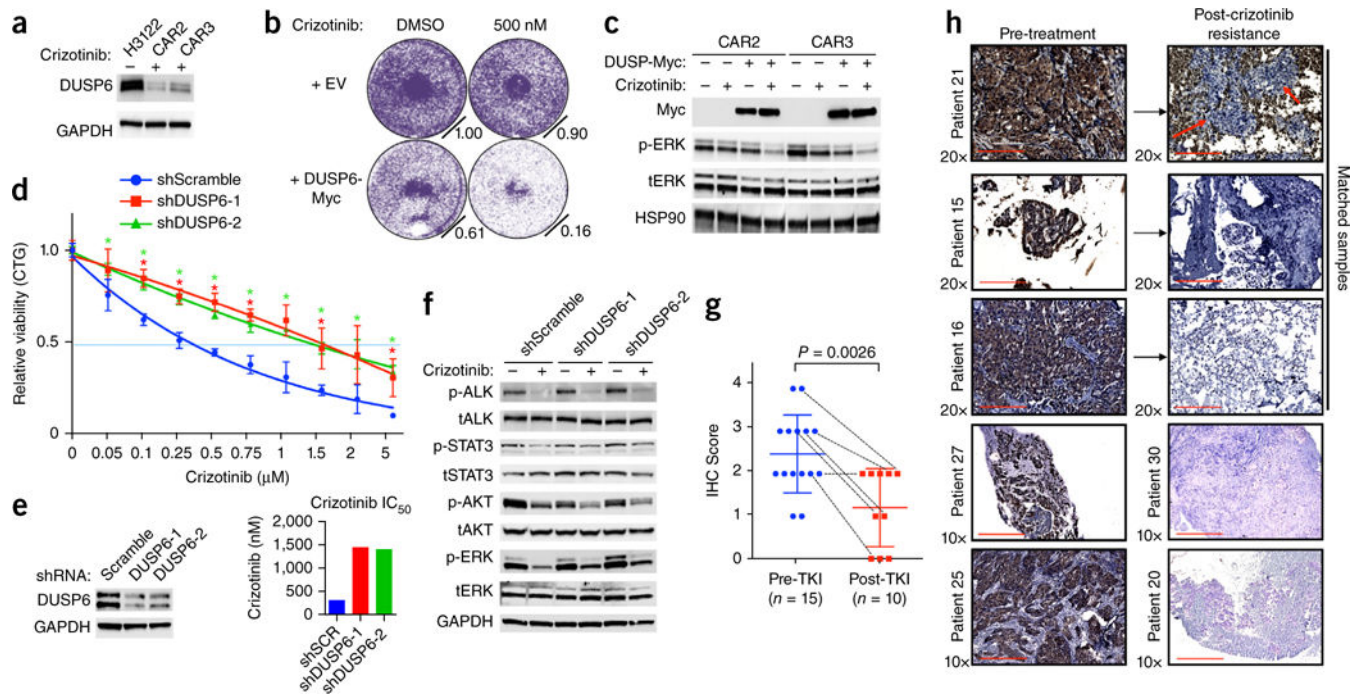 a
Crizotinib:
H3122
CAR2
CAR3
– + +
DUSP6
GAPDH
b
Crizotinib:
DMSO
500 nM
+ EV
1.00
0.90
+ DUSP6-
Myc
0.61
0.16
c
CAR2 CAR3
DUSP-Myc: – – + + – – + +
Crizotinib: – + – + – + – +
Myc
p-ERK
tERK
HSP90
d
shScramble
shDUSP6-1
shDUSP6-2
Relative viability (CTG)
1.0
0.5
0
0 0.05 0.1 0.25 0.5 0.75 1 1.5 2 5
Crizotinib (μM)
e
shRNA:
Scramble
DUSP6-1
DUSP6-2
DUSP6
GAPDH
Crizotinib IC50
Crizotinib (nM)
2,000
1,500
1,000
500
0
shSCR
shDUSP6-1
shDUSP6-2
f
shScramble
shDUSP6-1
shDUSP6-2
Crizotinib: – + – + – +
p-ALK
tALK
p-STAT3
tSTAT3
p-AKT
tAKT
p-ERK
tERK
GAPDH
g
P = 0.0026
IHC Score
4
3
2
1
0
Pre-TKI
(n = 15)
Post-TKI
(n = 10)
h
Pre-treatment
Post-crizotinib
resistance
Patient 21
20×
20×
Patient 15
20×
20×
Patient 16
20×
20×
Matched samples
Patient 27
10×
Patient 30
10×
Patient 25
10×
Patient 20
10×